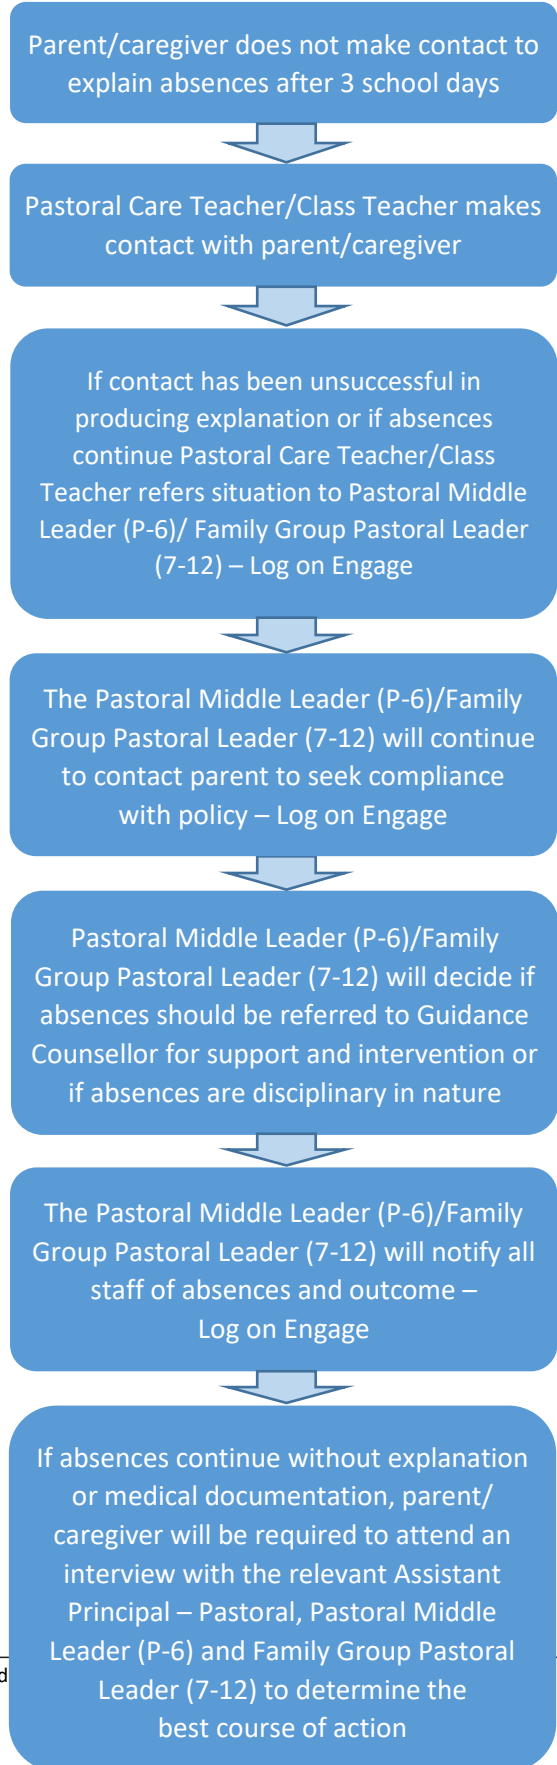 Parent/caregiver does not make contact to
explain absences after 3 school days
Pastoral Care Teacher/Class Teacher makes
contact with parent/caregiver
If contact has been unsuccessful in
producing explanation or if absences
continue Pastoral Care Teacher/Class
Teacher refers situation to Pastoral Middle
Leader (P-6)/ Family Group Pastoral Leader
(7-12) – Log on Engage
The Pastoral Middle Leader (P-6)/Family
Group Pastoral Leader (7-12) will continue
to contact parent to seek compliance
with policy – Log on Engage
Pastoral Middle Leader (P-6)/Family
Group Pastoral Leader (7-12) will decide if
absences should be referred to Guidance
Counsellor for support and intervention or
if absences are disciplinary in nature
The Pastoral Middle Leader (P-6)/Family
Group Pastoral Leader (7-12) will notify all
staff of absences and outcome –
Log on Engage
If absences continue without explanation
or medical documentation, parent/
caregiver will be required to attend an
interview with the relevant Assistant
Principal – Pastoral, Pastoral Middle
Leader (P-6) and Family Group Pastoral
Leader (7-12) to determine the
best course of action